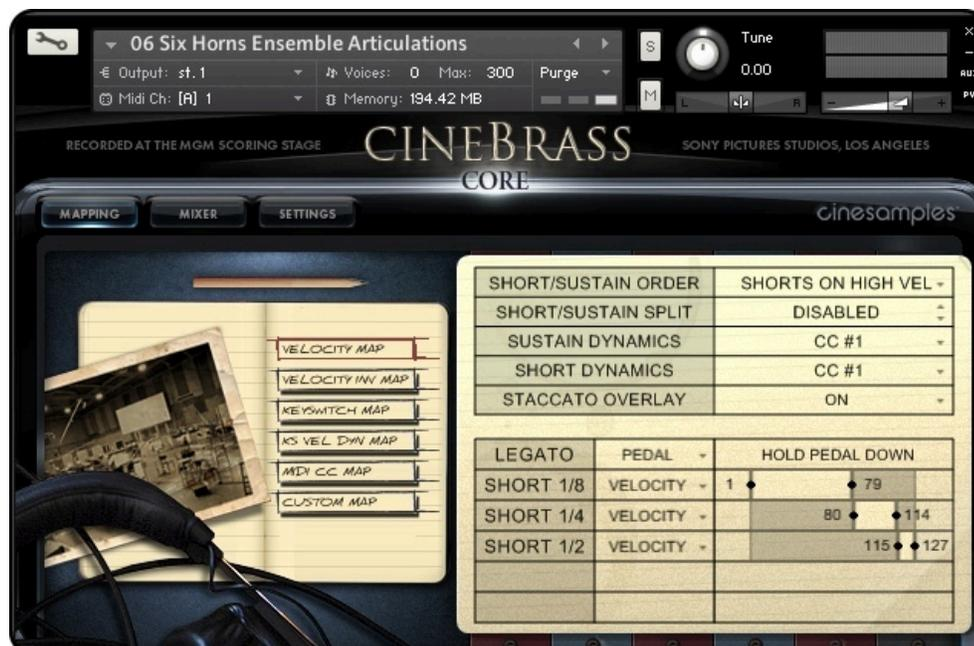 06 Six Horns Ensemble Articulations
S
Tune
0.00
Output: st.1
Voices: 0 Max: 300
Purge
Midi Ch: [A] 1
Memory: 194.42 MB
M
L
R
- +
AUX
PV
RECORDED AT THE MGM SCORING STAGE
CINEBRASS
CORE
SONY PICTURES STUDIOS, LOS ANGELES
MAPPING
MIXER
SETTINGS
cinesamples
VELOCITY MAP
VELOCITY INV MAP
KEYSWITCH MAP
KS VEL DYN MAP
MIDI CC MAP
CUSTOM MAP
SHORT/SUSTAIN ORDER SHORTS ON HIGH VEL
SHORT/SUSTAIN SPLIT DISABLED
SUSTAIN DYNAMICS CC #1
SHORT DYNAMICS CC #1
STACCATO OVERLAY ON
LEGATO PEDAL HOLD PEDAL DOWN
SHORT 1/8 VELOCITY 1 79
SHORT 1/4 VELOCITY 80 114
SHORT 1/2 VELOCITY 115 127